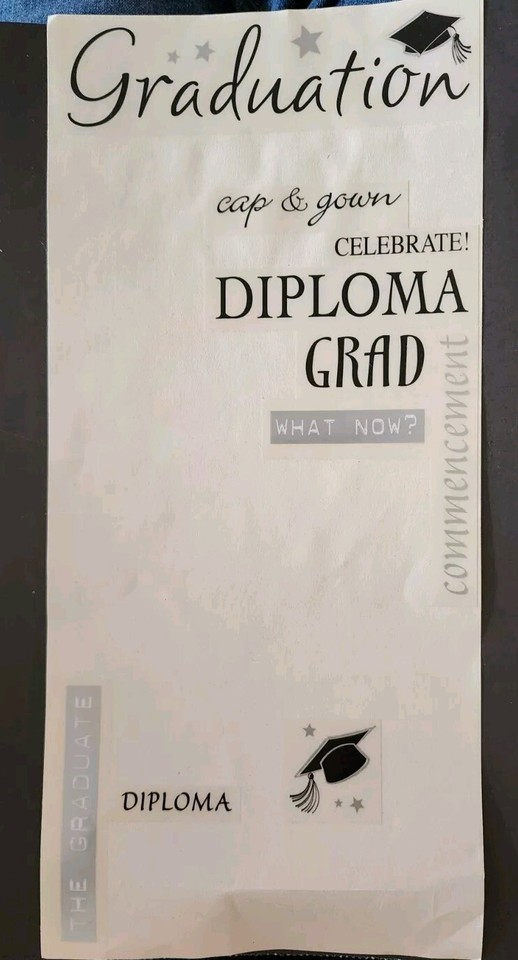 Graduation
cap & gown
CELEBRATE!
DIPLOMA
GRAD
WHAT NOW?
commencement
THE GRADUATE
DIPLOMA